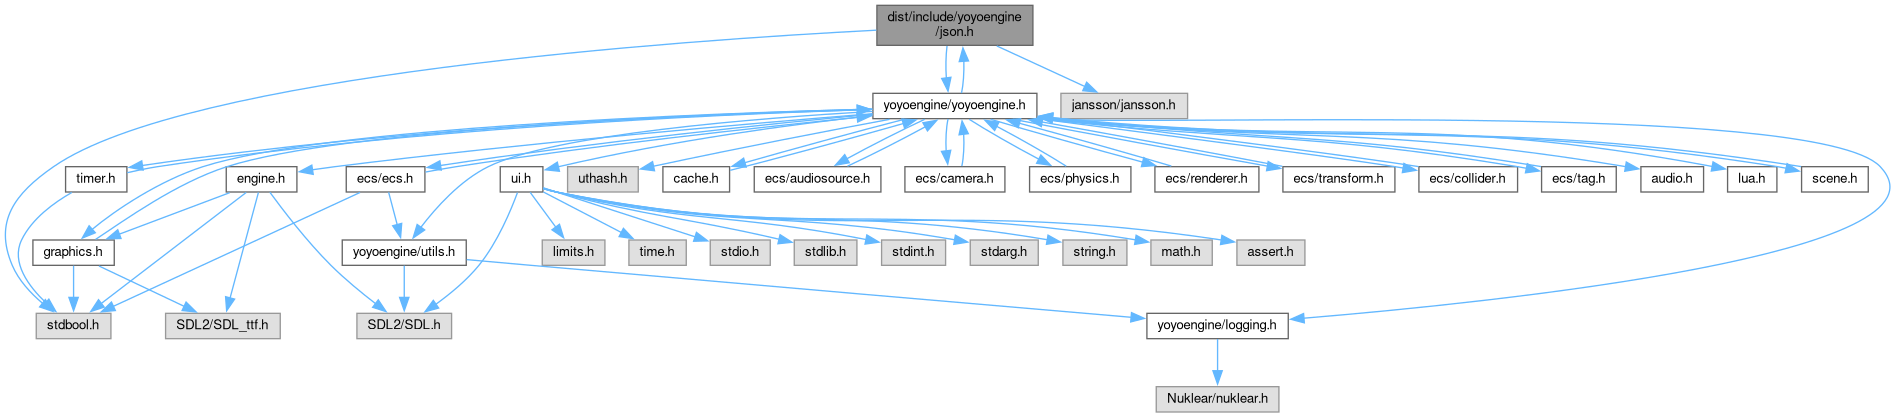 dist/include/yoyoengine
/json.h
yoyoengine/yoyoengine.h
jansson/jansson.h
timer.h
engine.h
ecs/ecs.h
ui.h
uthash.h
cache.h
ecs/audiosource.h
ecs/camera.h
ecs/physics.h
ecs/renderer.h
ecs/transform.h
ecs/collider.h
ecs/tag.h
audio.h
lua.h
scene.h
graphics.h
yoyoengine/utils.h
limits.h
time.h
stdio.h
stdlib.h
stdint.h
stdarg.h
string.h
math.h
assert.h
stdbool.h
SDL2/SDL_ttf.h
SDL2/SDL.h
yoyoengine/logging.h
Nuklear/nuklear.h